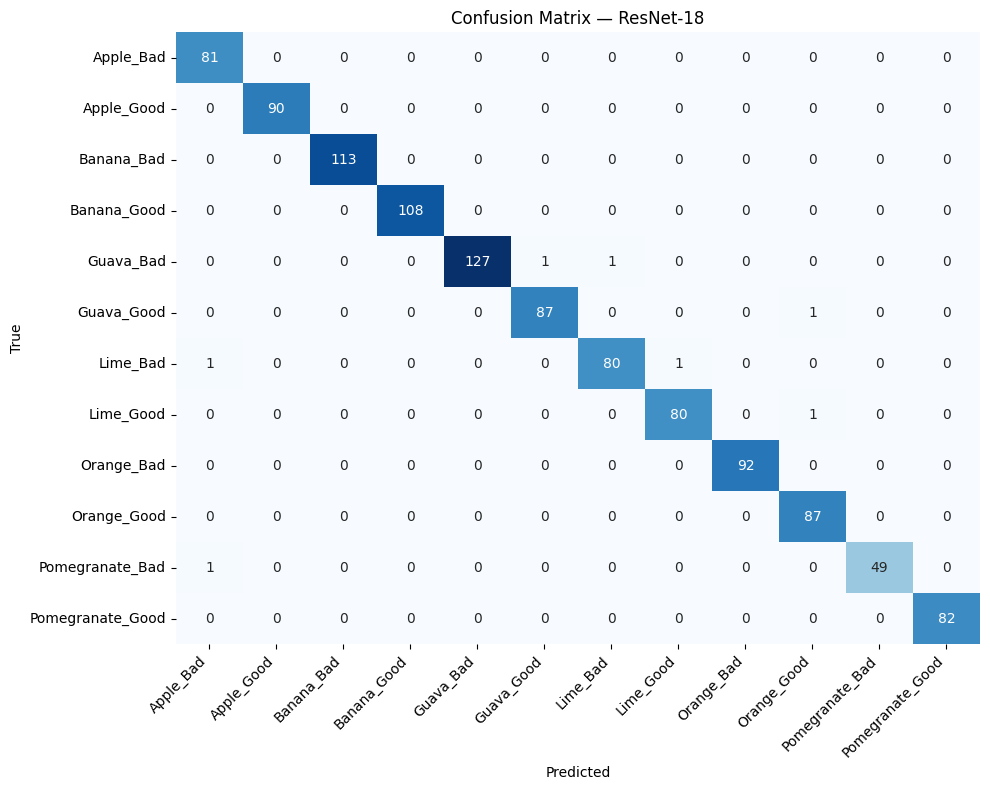 Confusion Matrix — ResNet-18
Apple_Bad 81 0 0 0 0 0 0 0 0 0 0 0
Apple_Good 0 90 0 0 0 0 0 0 0 0 0 0
Banana_Bad 0 0 113 0 0 0 0 0 0 0 0 0
Banana_Good 0 0 0 108 0 0 0 0 0 0 0 0
Guava_Bad 0 0 0 0 127 1 1 0 0 0 0 0
Guava_Good 0 0 0 0 0 87 0 0 0 1 0 0
True
Lime_Bad 1 0 0 0 0 0 80 1 0 0 0 0
Lime_Good 0 0 0 0 0 0 0 80 0 1 0 0
Orange_Bad 0 0 0 0 0 0 0 0 92 0 0 0
Orange_Good 0 0 0 0 0 0 0 0 0 87 0 0
Pomegranate_Bad 1 0 0 0 0 0 0 0 0 0 49 0
Pomegranate_Good 0 0 0 0 0 0 0 0 0 0 0 82
Apple_Bad Apple_Good Banana_Bad Banana_Good Guava_Bad Guava_Good Lime_Bad Lime_Good Orange_Bad Orange_Good Pomegranate_Bad Pomegranate_Good
Predicted